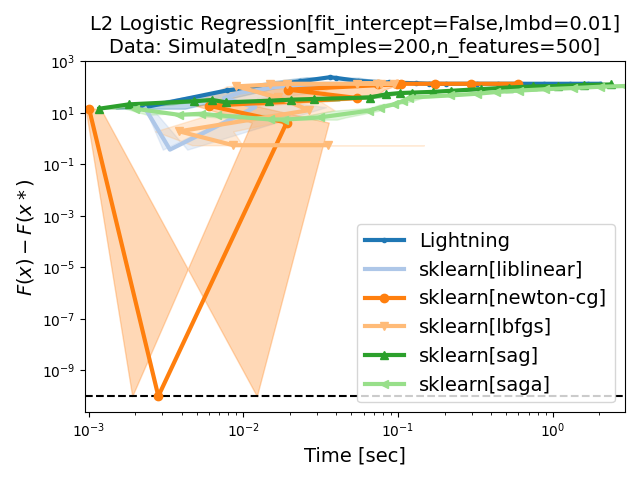 L2 Logistic Regression[fit_intercept=False,lmbd=0.01]
Data: Simulated[n_samples=200,n_features=500]
F(x) − F(x*)
10³
10¹
10⁻¹
10⁻³
10⁻⁵
10⁻⁷
10⁻⁹
Lightning
sklearn[liblinear]
sklearn[newton-cg]
sklearn[lbfgs]
sklearn[sag]
sklearn[saga]
10⁻³ 10⁻² 10⁻¹ 10⁰
Time [sec]